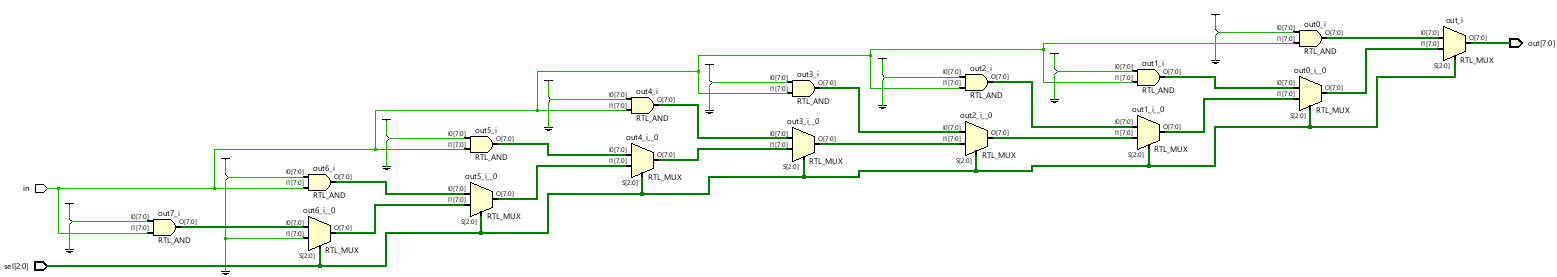 out0_i
I0[7:0]
I1[7:0]
O[7:0]
RTL_AND
out_i
I0[7:0]
I1[7:0]
S[2:0]
O[7:0]
RTL_MUX
out[7:0]
out1_i
I0[7:0]
I1[7:0]
O[7:0]
RTL_AND
out0_i__0
I0[7:0]
I1[7:0]
S[2:0]
O[7:0]
RTL_MUX
out2_i
I0[7:0]
I1[7:0]
O[7:0]
RTL_AND
out1_i__0
I0[7:0]
I1[7:0]
S[2:0]
O[7:0]
RTL_MUX
out3_i
I0[7:0]
I1[7:0]
O[7:0]
RTL_AND
out2_i__0
I0[7:0]
I1[7:0]
S[2:0]
O[7:0]
RTL_MUX
out4_i
I0[7:0]
I1[7:0]
O[7:0]
RTL_AND
out3_i__0
I0[7:0]
I1[7:0]
S[2:0]
O[7:0]
RTL_MUX
out5_i
I0[7:0]
I1[7:0]
O[7:0]
RTL_AND
out4_i__0
I0[7:0]
I1[7:0]
S[2:0]
O[7:0]
RTL_MUX
out6_i
I0[7:0]
I1[7:0]
O[7:0]
RTL_AND
out5_i__0
I0[7:0]
I1[7:0]
S[2:0]
O[7:0]
RTL_MUX
in
out7_i
I0[7:0]
I1[7:0]
O[7:0]
RTL_AND
out6_i__0
I0[7:0]
I1[7:0]
S[2:0]
O[7:0]
RTL_MUX
sel[2:0]